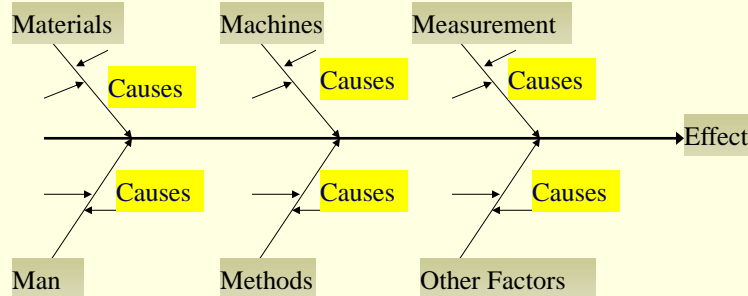 Materials
Machines
Measurement
Causes
Causes
Causes
Effect
Causes
Causes
Causes
Man
Methods
Other Factors